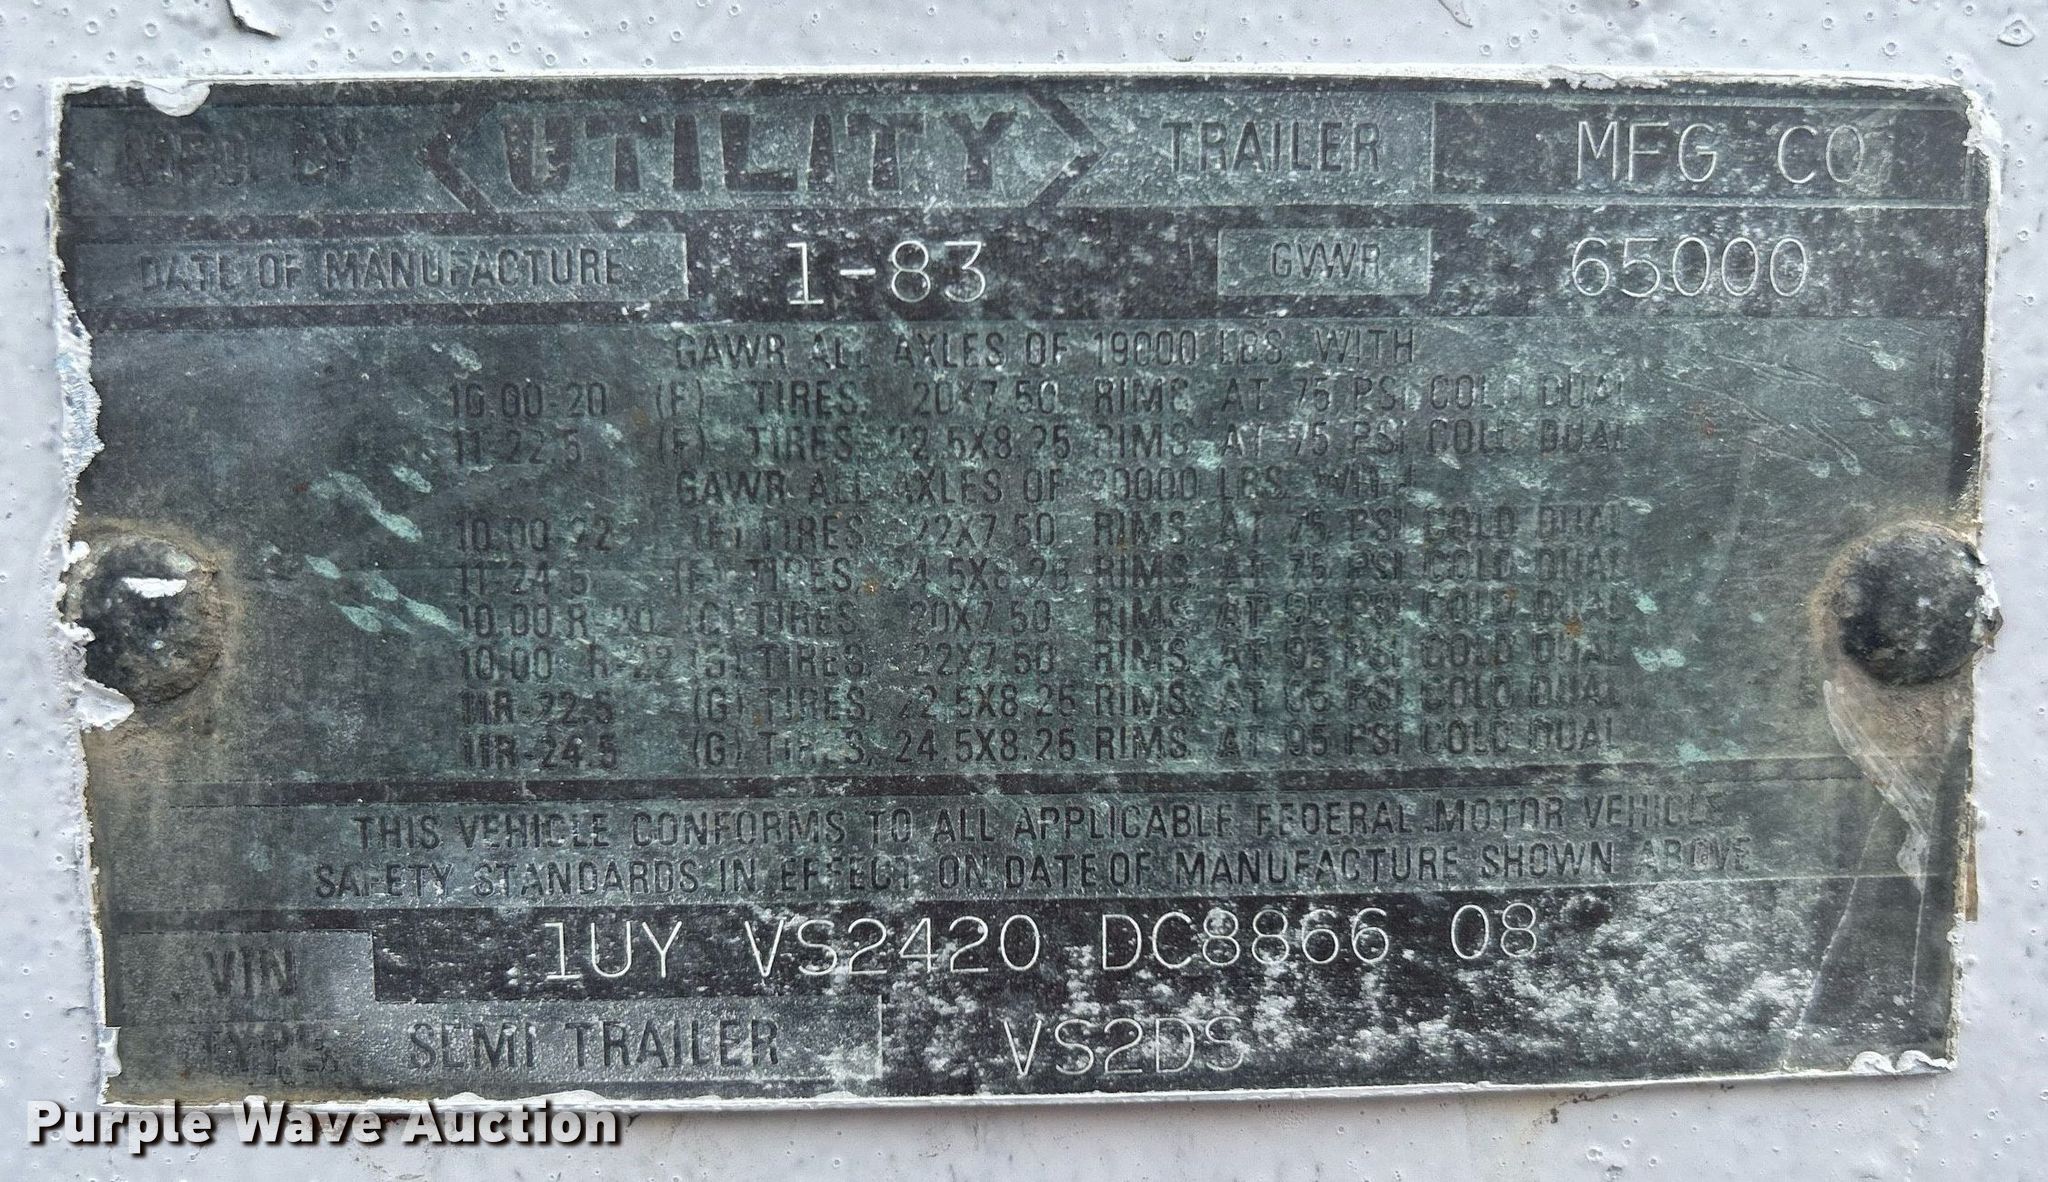 MFD. BY UTILITY TRAILER MFG CO
DATE OF MANUFACTURE 1-83 GVWR 65000
GAWR ALL AXLES OF 19000 LBS. WITH
10.00-20 (F) TIRES, 20X7.50 RIMS AT 75 PSI COLD DUAL
11-22.5 (F) TIRES, 22.5X8.25 RIMS AT 75 PSI COLD DUAL
GAWR ALL AXLES OF 20000 LBS. WITH
10.00-22 (F) TIRES, 22X7.50 RIMS AT 75 PSI COLD DUAL
11-24.5 (F) TIRES, 24.5X8.25 RIMS AT 75 PSI COLD DUAL
10.00 R-20 (G) TIRES, 20X7.50 RIMS AT 95 PSI COLD DUAL
10.00 R-22 (G) TIRES, 22X7.50 RIMS AT 95 PSI COLD DUAL
11R-22.5 (G) TIRES, 22.5X8.25 RIMS AT 95 PSI COLD DUAL
11R-24.5 (G) TIRES, 24.5X8.25 RIMS AT 95 PSI COLD DUAL
THIS VEHICLE CONFORMS TO ALL APPLICABLE FEDERAL MOTOR VEHICLE
SAFETY STANDARDS IN EFFECT ON DATE OF MANUFACTURE SHOWN ABOVE
VIN 1UY VS2420 DC8866 08
TYPE SEMI TRAILER VS2DS
Purple Wave Auction